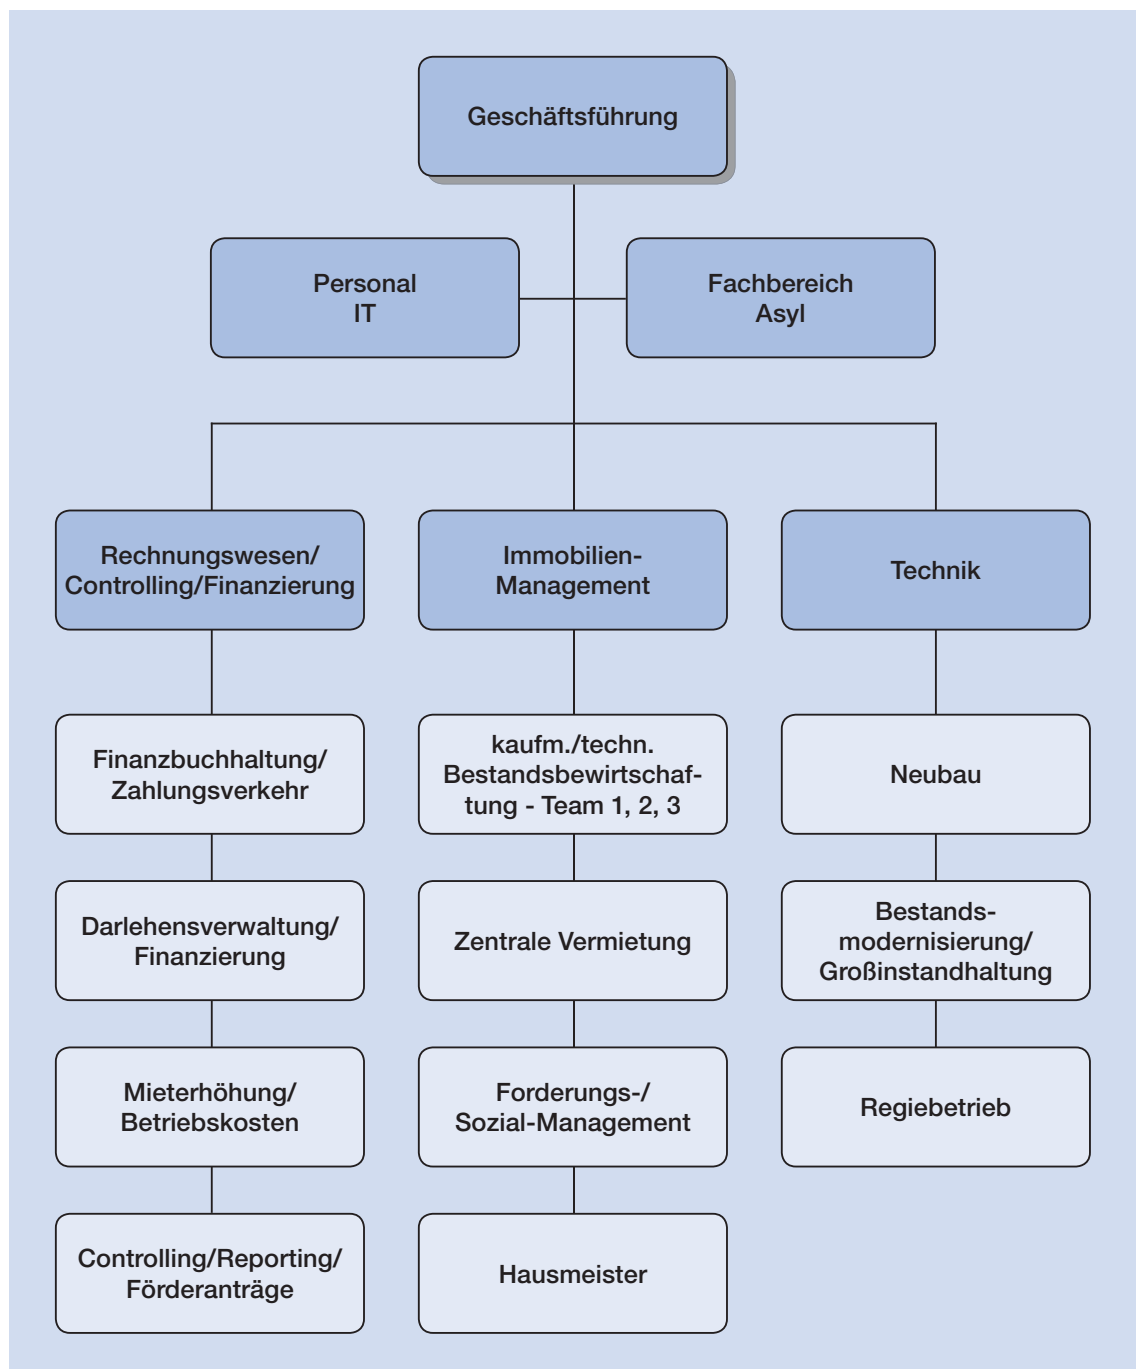 Geschäftsführung
Personal
IT
Fachbereich
Asyl
Rechnungswesen/
Controlling/Finanzierung
Immobilien-
Management
Technik
Finanzbuchhaltung/
Zahlungsverkehr
kaufm./techn.
Bestandsbewirtschaf-
tung - Team 1, 2, 3
Neubau
Darlehensverwaltung/
Finanzierung
Zentrale Vermietung
Bestands-
modernisierung/
Großinstandhaltung
Mieterhöhung/
Betriebskosten
Forderungs-/
Sozial-Management
Regiebetrieb
Controlling/Reporting/
Förderanträge
Hausmeister